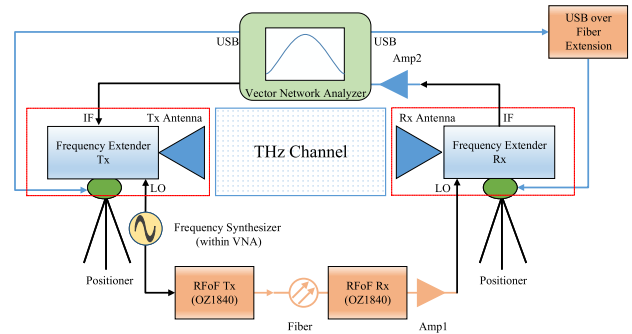 USB
USB
USB over
Fiber
Extension
Amp2
Vector Network Analyzer
IF
Tx Antenna
Rx Antenna
IF
Frequency Extender
Tx
THz Channel
Frequency Extender
Rx
LO
LO
Frequency Synthesizer
(within VNA)
Positioner
Positioner
RFoF Tx
(OZ1840)
RFoF Rx
(OZ1840)
Fiber
Amp1